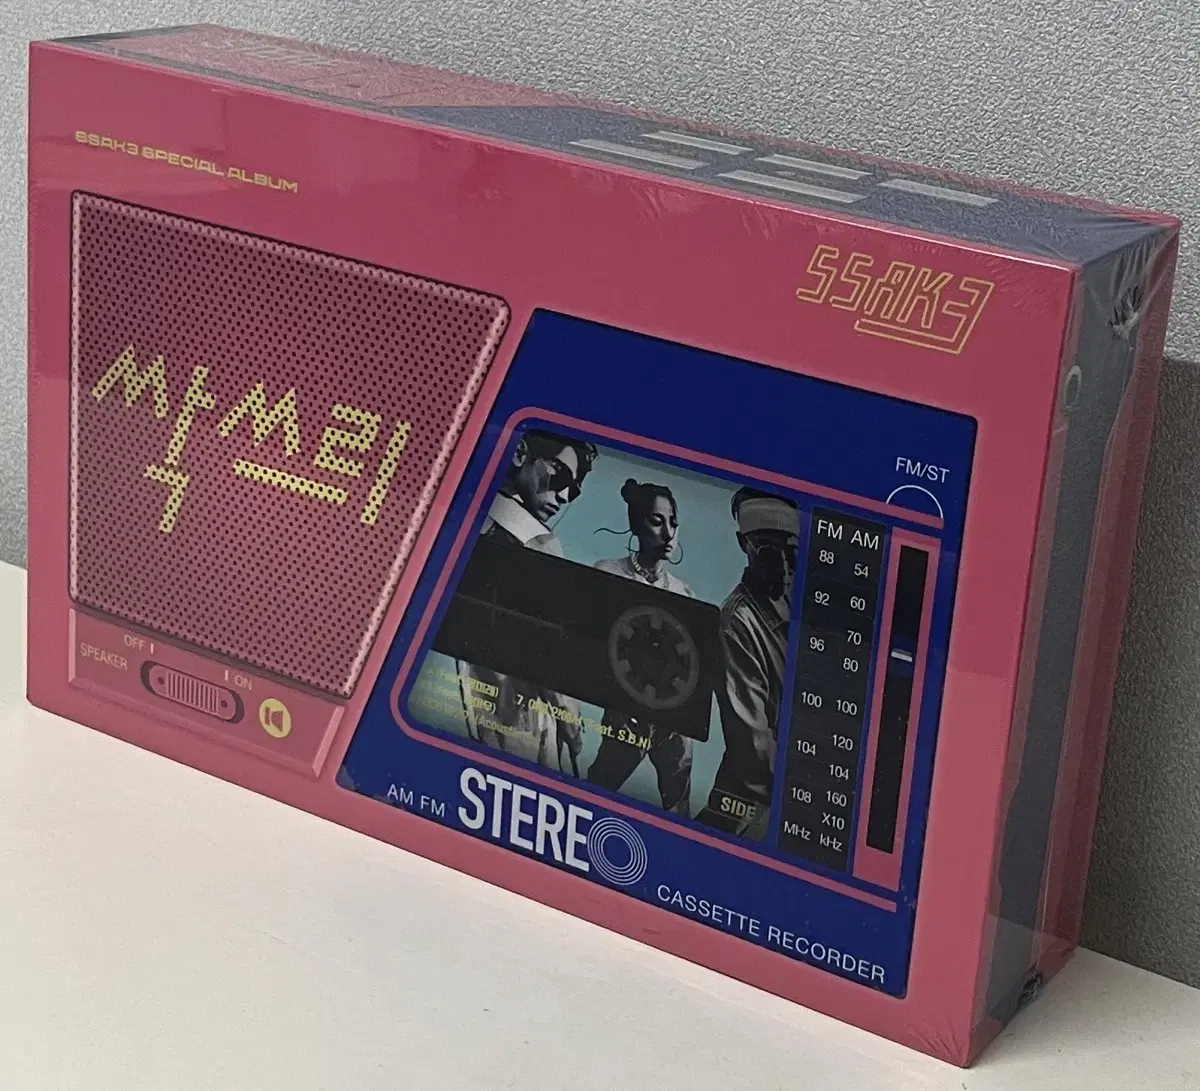 SSAK3 SPECIAL ALBUM
SSAK3
싹쓰리
OFF
SPEAKER
ON
FM/ST
FM AM
88 54
92 60
70
96 80
100 100
120
104 104
108 160
X10
MHz kHz
7.
feat. S.B.N)
SIDE
AM FM STEREO
CASSETTE RECORDER